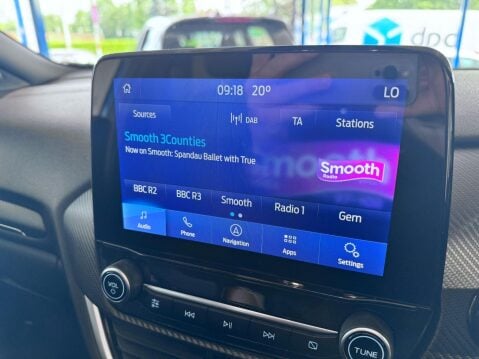 dpd
09:18 20° LO
Sources DAB TA Stations
Smooth 3Counties
Now on Smooth: Spandau Ballet with True
Smooth
Radio
BBC R2 BBC R3 Smooth Radio 1 Gem
Audio Phone Navigation Apps Settings
VOL
TUNE